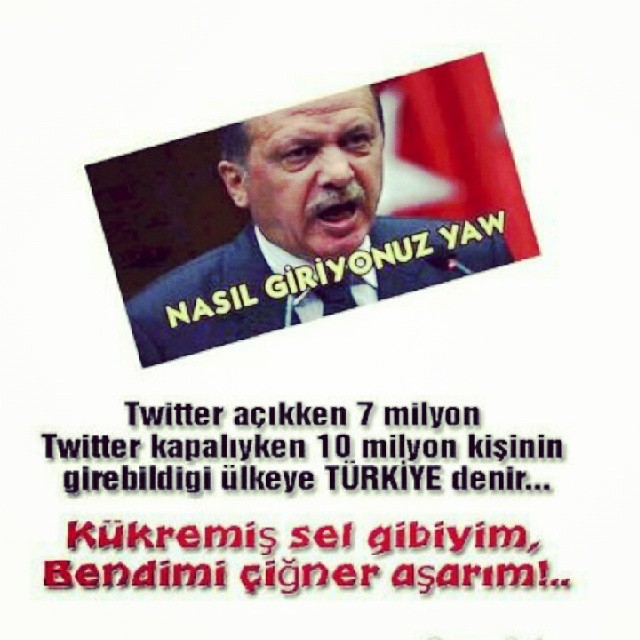 NASIL GİRİYONUZ YAW
Twitter açıkken 7 milyon
Twitter kapalıyken 10 milyon kişinin
girebildigi ülkeye TÜRKİYE denir...
Kükremiş sel gibiyim,
Bendimi çiğner aşarım!..